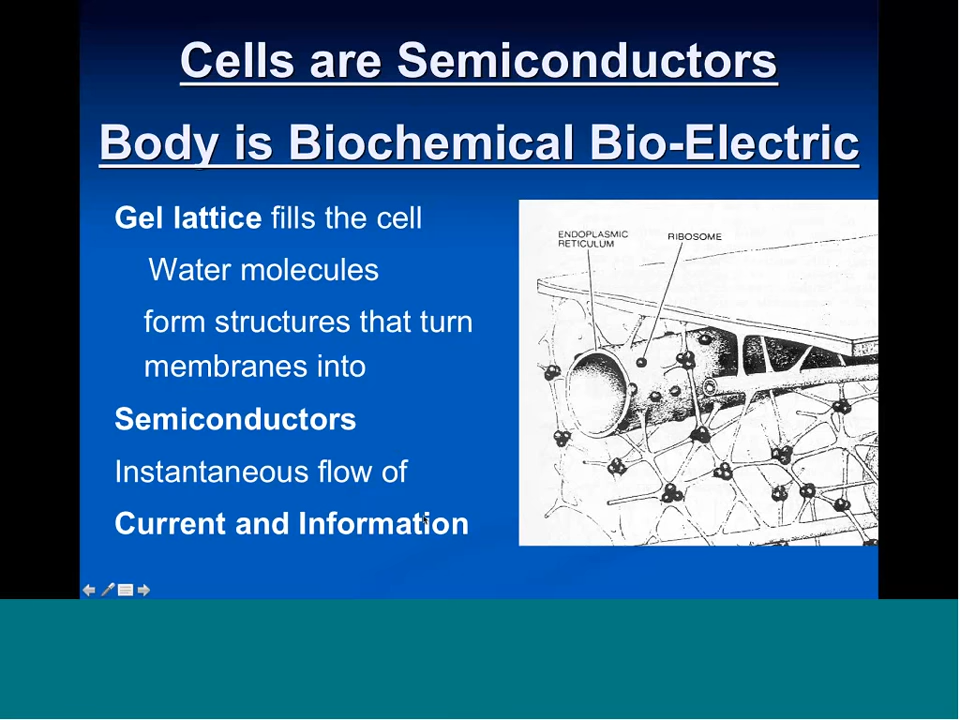 Cells are Semiconductors
Body is Biochemical Bio-Electric
Gel lattice fills the cell
Water molecules
form structures that turn
membranes into
Semiconductors
Instantaneous flow of
Current and Information
ENDOPLASMIC
RETICULUM
RIBOSOME